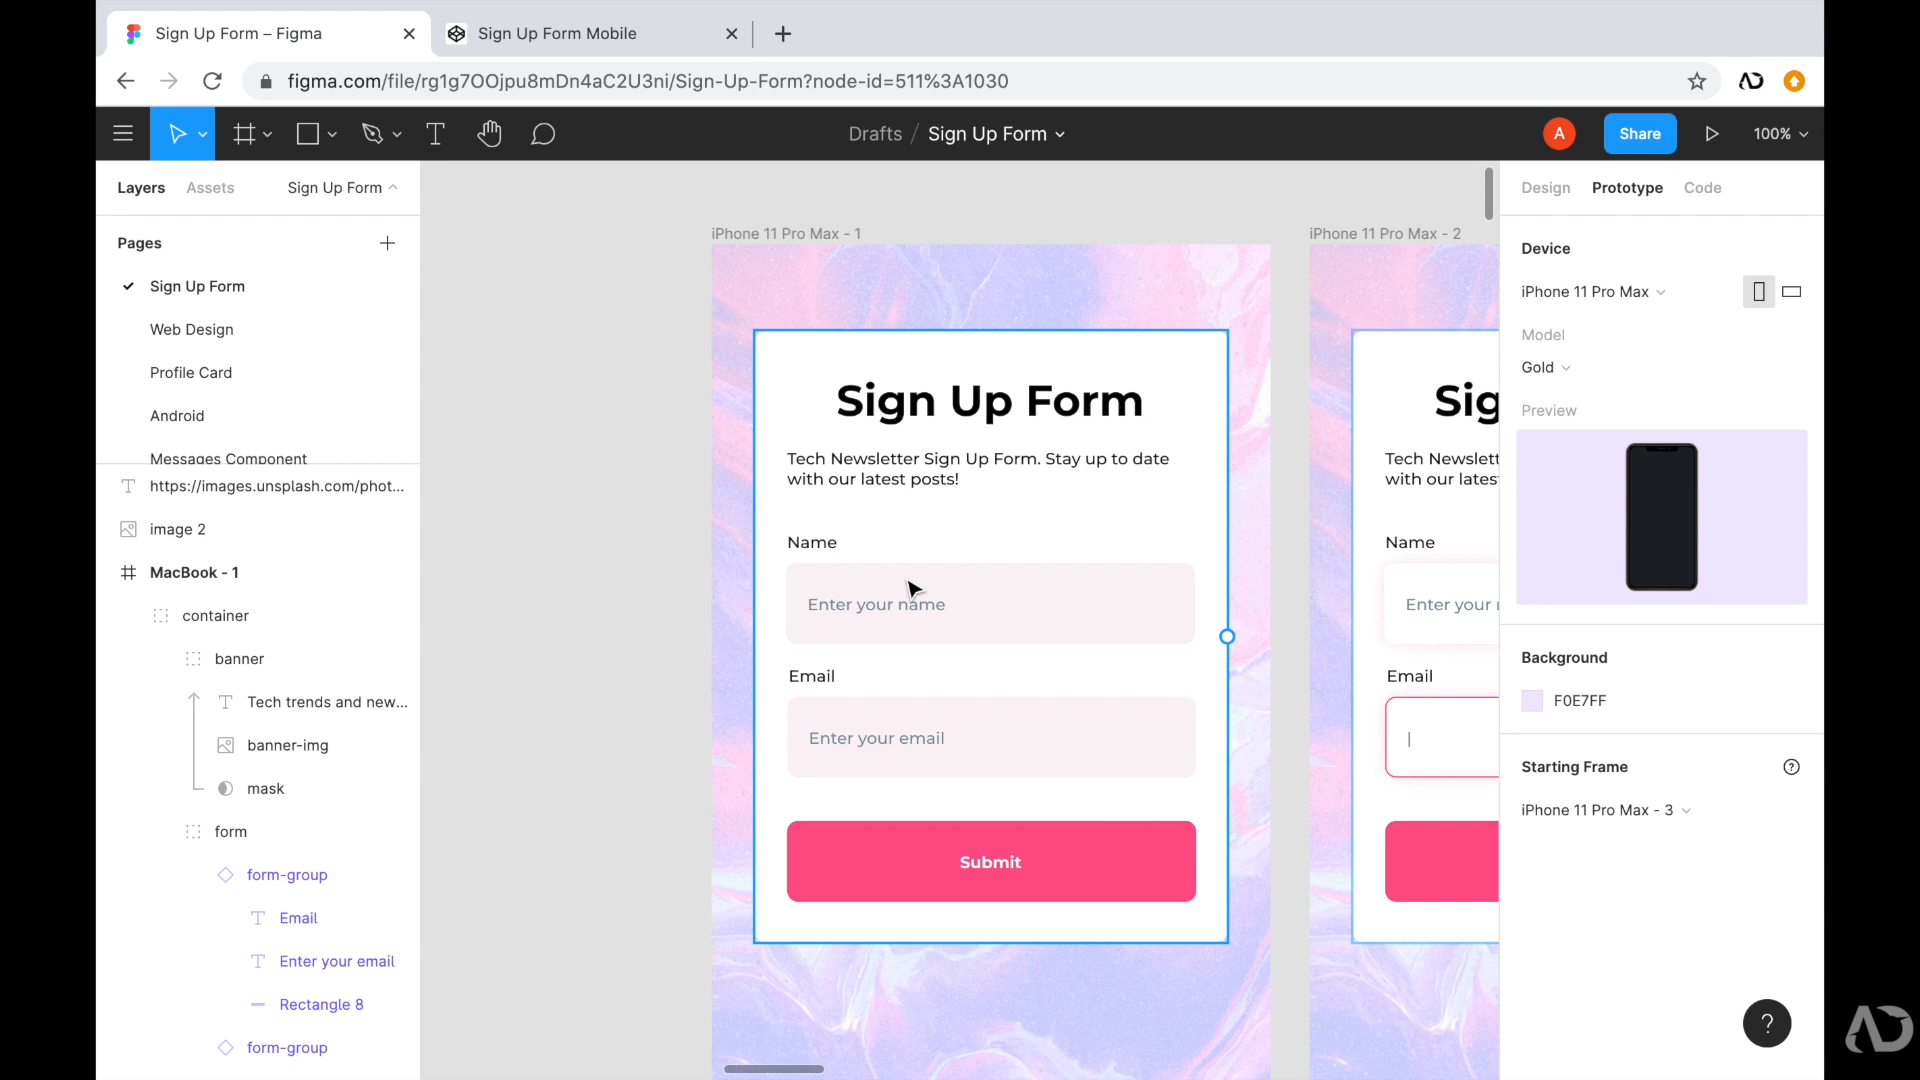 Sign Up Form – Figma
Sign Up Form Mobile
figma.com/file/rg1g7OOjpu8mDn4aC2U3ni/Sign-Up-Form?node-id=511%3A1030
Drafts / Sign Up Form
A
Share
100%
Layers
Assets
Sign Up Form
Pages
Sign Up Form
Web Design
Profile Card
Android
Messages Component
https://images.unsplash.com/phot...
image 2
MacBook - 1
container
banner
Tech trends and new...
banner-img
mask
form
form-group
Email
Enter your email
Rectangle 8
form-group
iPhone 11 Pro Max - 1
Sign Up Form
Tech Newsletter Sign Up Form. Stay up to date
with our latest posts!
Name
Enter your name
Email
Enter your email
Submit
iPhone 11 Pro Max - 2
Sig
Tech Newslett
with our lates
Name
Enter your
Email
Design
Prototype
Code
Device
iPhone 11 Pro Max
Model
Gold
Preview
Background
F0E7FF
Starting Frame
?
iPhone 11 Pro Max - 3
?